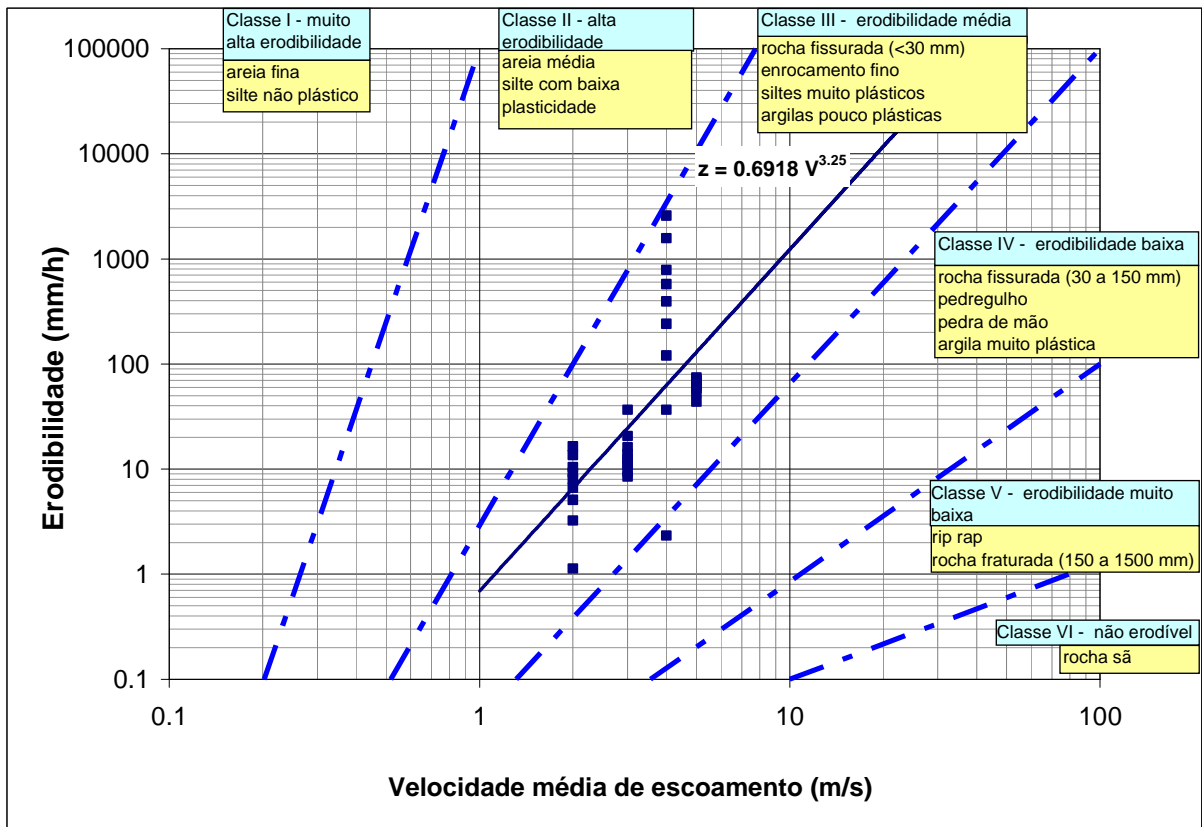 Classe I - muito
alta erodibilidade
areia fina
silte não plástico
Classe II - alta
erodibilidade
areia média
silte com baixa
plasticidade
Classe III -  erodibilidade média
rocha fissurada (<30 mm)
enrocamento fino
siltes muito plásticos
argilas pouco plásticas
z = 0.6918 V^3.25
Classe IV -  erodibilidade baixa
rocha fissurada (30 a 150 mm)
pedregulho
pedra de mão
argila muito plástica
Classe V -  erodibilidade muito
baixa
rip rap
rocha fraturada (150 a 1500 mm)
Classe VI -  não erodível
rocha sã
Erodibilidade (mm/h)
100000
10000
1000
100
10
1
0.1
0.1 1 10 100
Velocidade média de escoamento (m/s)